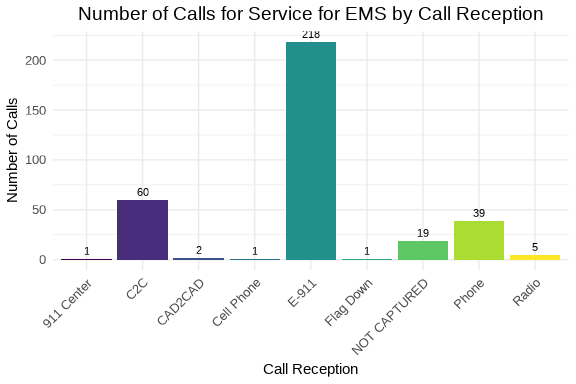 Number of Calls for Service for EMS by Call Reception
Number of Calls
200
150
100
50
0
1
60
2
1
218
1
19
39
5
911 Center
C2C
CAD2CAD
Cell Phone
E-911
Flag Down
NOT CAPTURED
Phone
Radio
Call Reception